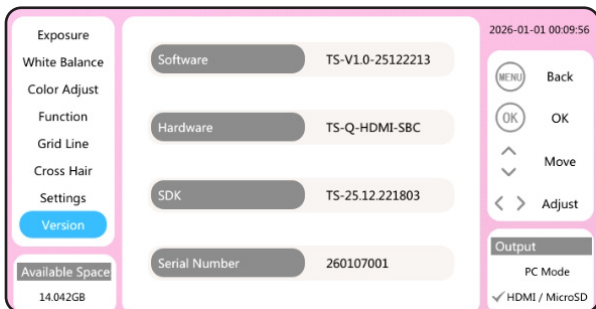 Exposure
White Balance
Color Adjust
Function
Grid Line
Cross Hair
Settings
Version
Available Space
14.042GB
Software TS-V1.0-25122213
Hardware TS-Q-HDMI-SBC
SDK TS-25.12.221803
Serial Number 260107001
2026-01-01 00:09:56
MENU Back
OK OK
Move
Adjust
Output
PC Mode
HDMI / MicroSD